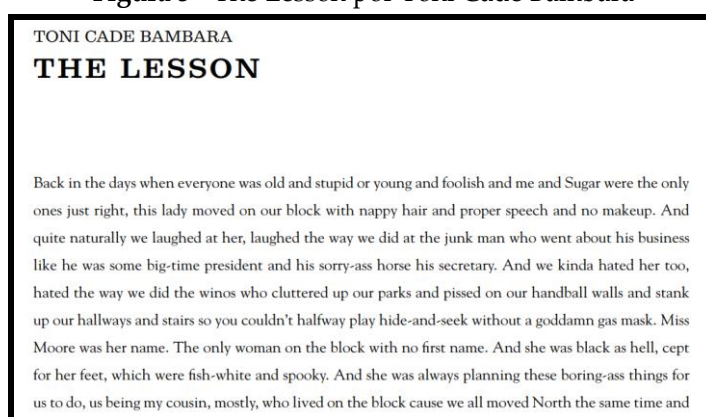 TONI CADE BAMBARA
THE LESSON
Back in the days when everyone was old and stupid or young and foolish and me and Sugar were the only
ones just right, this lady moved on our block with nappy hair and proper speech and no makeup. And
quite naturally we laughed at her, laughed the way we did at the junk man who went about his business
like he was some big-time president and his sorry-ass horse his secretary. And we kinda hated her too,
hated the way we did the winos who cluttered up our parks and pissed on our handball walls and stank
up our hallways and stairs so you couldn't halfway play hide-and-seek without a goddamn gas mask. Miss
Moore was her name. The only woman on the block with no first name. And she was black as hell, cept
for her feet, which were fish-white and spooky. And she was always planning these boring-ass things for
us to do, us being my cousin, mostly, who lived on the block cause we all moved North the same time and